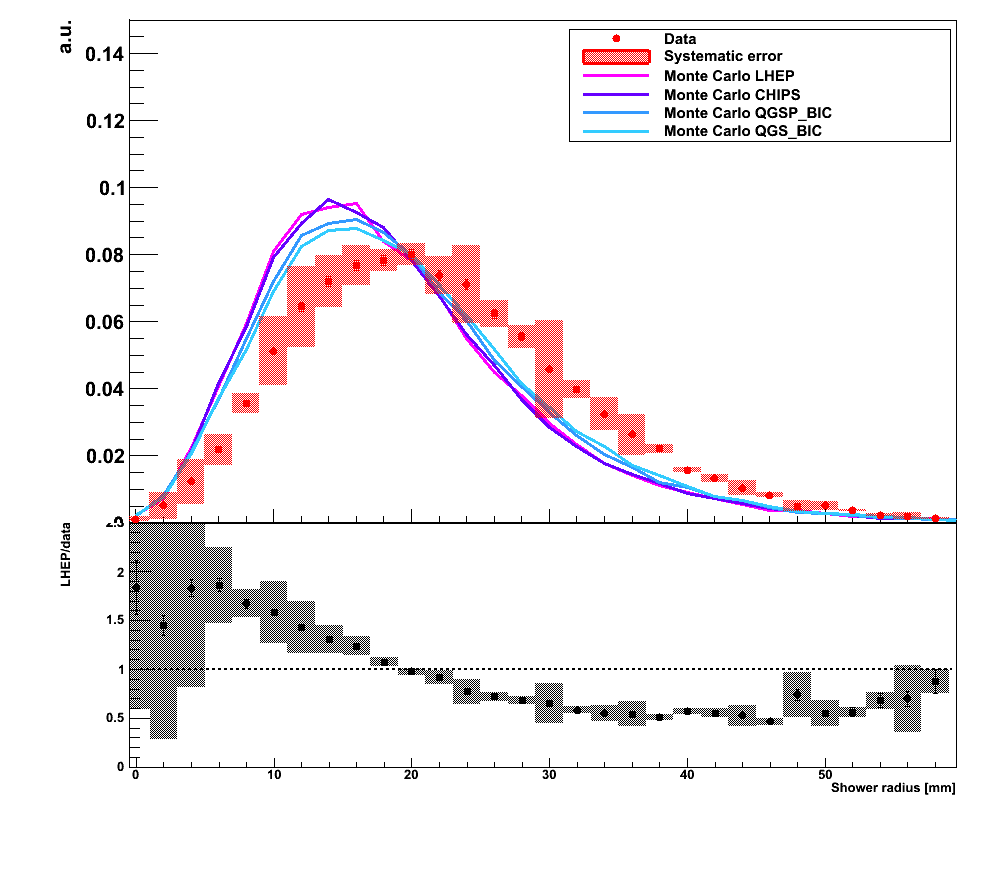 a.u.
0.14
0.12
0.1
0.08
0.06
0.04
0.02
Data
Systematic error
Monte Carlo LHEP
Monte Carlo CHIPS
Monte Carlo QGSP_BIC
Monte Carlo QGS_BIC
LHEP/data
2
1.5
1
0.5
0
0
10
20
30
40
50
Shower radius [mm]